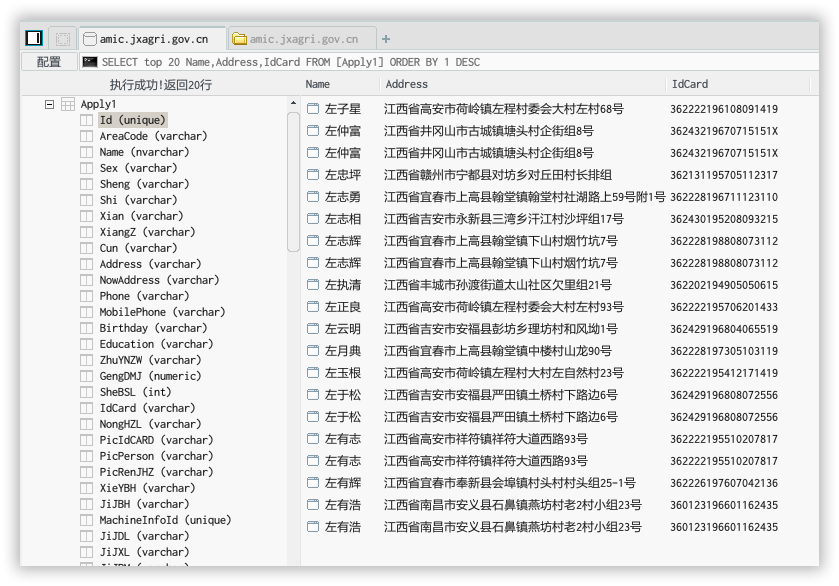 amic.jxagri.gov.cn
amic.jxagri.gov.cn
+
配置
SELECT top 20 Name,Address,IdCard FROM [Apply1] ORDER BY 1 DESC
执行成功!返回20行
Apply1
Id (unique)
AreaCode (varchar)
Name (nvarchar)
Sex (varchar)
Sheng (varchar)
Shi (varchar)
Xian (varchar)
XiangZ (varchar)
Cun (varchar)
Address (varchar)
NowAddress (varchar)
Phone (varchar)
MobilePhone (varchar)
Birthday (varchar)
Education (varchar)
ZhuYNZW (varchar)
GengDMJ (numeric)
SheBSL (int)
IdCard (varchar)
NongHZL (varchar)
PicIdCARD (varchar)
PicPerson (varchar)
PicRenJHZ (varchar)
XieYBH (varchar)
JiJBH (varchar)
MachineInfoId (unique)
JiJDL (varchar)
JiJXL (varchar)
Name Address IdCard
左子星 江西省高安市荷岭镇左程村委会大村左村68号 362222196108091419
左仲富 江西省井冈山市古城镇塘头村企街组8号 36243219670715151X
左仲富 江西省井冈山市古城镇塘头村企街组8号 36243219670715151X
左忠坪 江西省赣州市宁都县对坊乡对丘田村长排组 362131195705112317
左志勇 江西省宜春市上高县翰堂镇翰堂村社湖路上59号附1号 362228196711123110
左志相 江西省吉安市永新县三湾乡汗江村沙坪组17号 362430195208093215
左志辉 江西省宜春市上高县翰堂镇下山村烟竹坑7号 362228198808073112
左志辉 江西省宜春市上高县翰堂镇下山村烟竹坑7号 362228198808073112
左执清 江西省丰城市孙渡街道太山社区欠里组21号 362202194905050615
左正良 江西省高安市荷岭镇左程村委会大村左村93号 362222195706201433
左云明 江西省吉安市安福县彭坊乡理坊村和风坳1号 362429196804065519
左月典 江西省宜春市上高县翰堂镇中楼村山龙90号 362228197305103119
左玉根 江西省高安市荷岭镇左程村大村左自然村23号 362222195412171419
左于松 江西省吉安市安福县严田镇土桥村下路边6号 362429196808072556
左于松 江西省吉安市安福县严田镇土桥村下路边6号 362429196808072556
左有志 江西省高安市祥符镇祥符大道西路93号 362222195510207817
左有志 江西省高安市祥符镇祥符大道西路93号 362222195510207817
左有辉 江西省宜春市奉新县会埠镇村头村村头组25-1号 362226197607042136
左有浩 江西省南昌市安义县石鼻镇燕坊村老2村小组23号 360123196601162435
左有浩 江西省南昌市安义县石鼻镇燕坊村老2村小组23号 360123196601162435